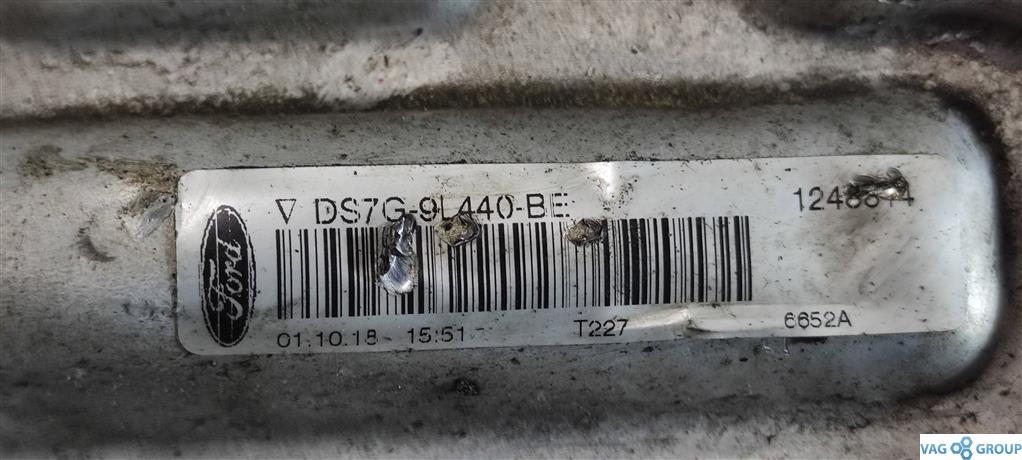 Ford
▽ DS7G-9L440-BE
01.10.18 15:51
T227
6652A
VAG GROUP